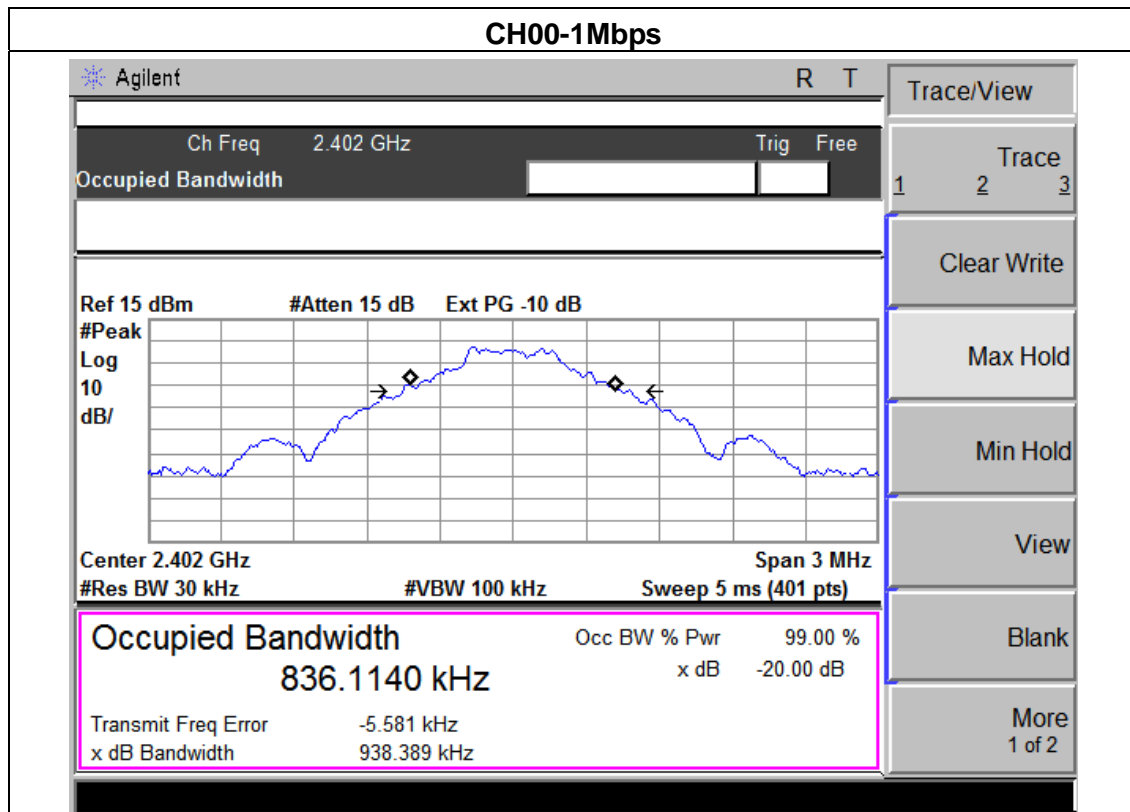 CH00-1Mbps
Agilent R T
Trace/View
Ch Freq 2.402 GHz Trig Free
Occupied Bandwidth
Trace
1 2 3
Clear Write
Ref 15 dBm #Atten 15 dB Ext PG -10 dB
#Peak
Log
10
dB/
Max Hold
Min Hold
View
Center 2.402 GHz Span 3 MHz
#Res BW 30 kHz #VBW 100 kHz Sweep 5 ms (401 pts)
Occupied Bandwidth Occ BW % Pwr 99.00 %
836.1140 kHz x dB -20.00 dB
Blank
Transmit Freq Error -5.581 kHz
x dB Bandwidth 938.389 kHz
More
1 of 2